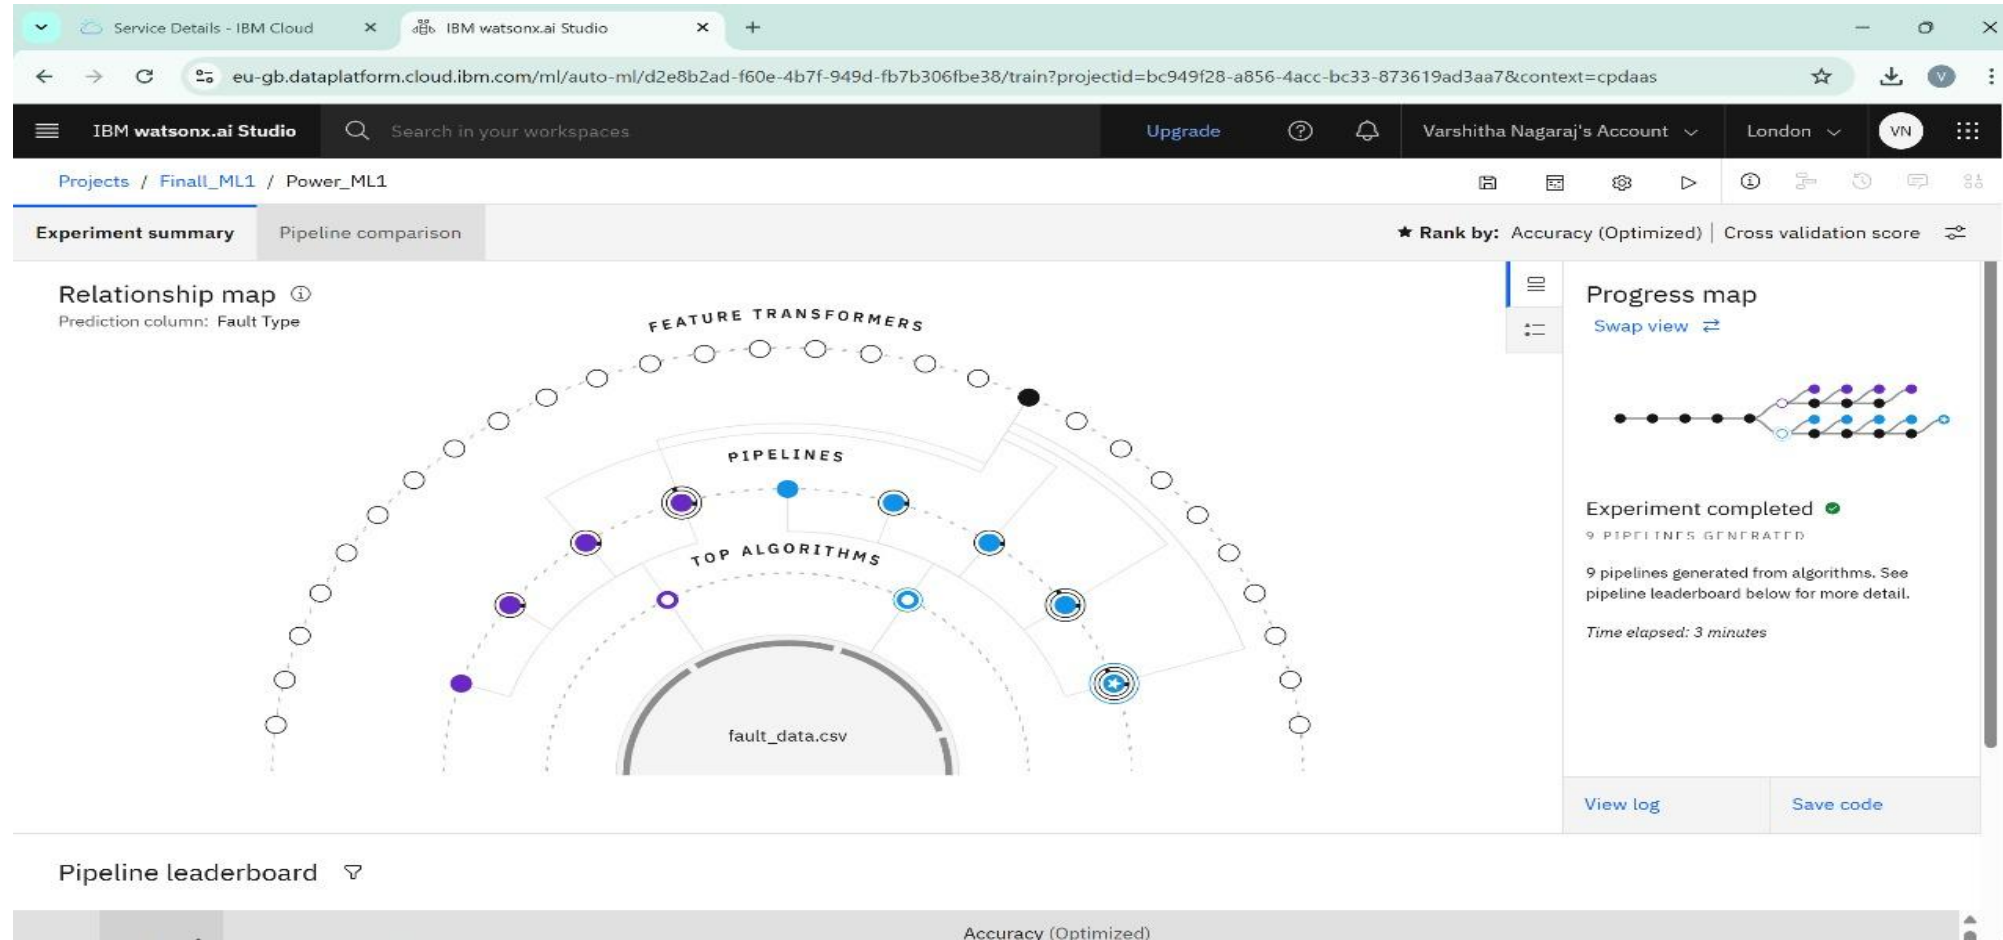 Service Details - IBM Cloud
IBM watsonx.ai Studio
eu-gb.dataplatform.cloud.ibm.com/ml/auto-ml/d2e8b2ad-f60e-4b7f-949d-fb7b306fbe38/train?projectid=bc949f28-a856-4acc-bc33-873619ad3aa7&context=cpdaas
V
IBM watsonx.ai Studio
Search in your workspaces
Upgrade
Varshitha Nagaraj's Account
London
VN
Projects / Finall_ML1 / Power_ML1
Experiment summary
Pipeline comparison
Rank by: Accuracy (Optimized) | Cross validation score
Relationship map
Prediction column: Fault Type
FEATURE TRANSFORMERS
PIPELINES
TOP ALGORITHMS
fault_data.csv
Progress map
Swap view
Experiment completed
9 PIPELINES GENERATED
9 pipelines generated from algorithms. See
pipeline leaderboard below for more detail.
Time elapsed: 3 minutes
View log
Save code
Pipeline leaderboard
Accuracy (Optimized)